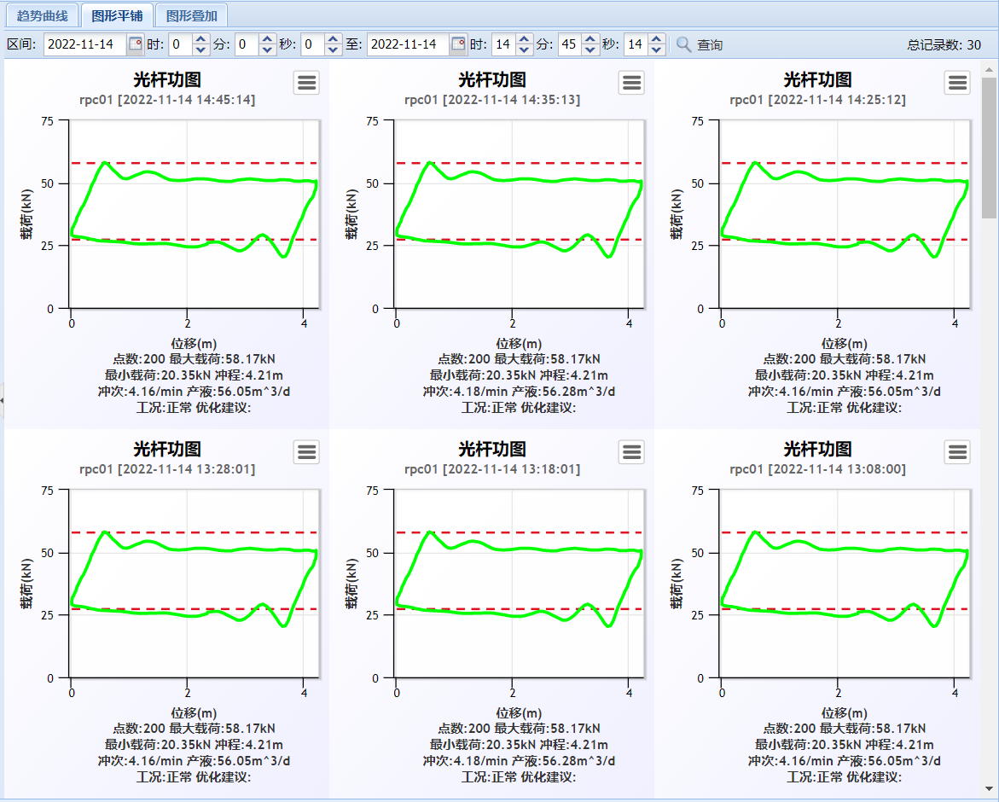 趋势曲线 图形平铺 图形叠加
区间: 2022-11-14 时: 0 分: 0 秒: 0 至: 2022-11-14 时: 14 分: 45 秒: 14 查询 总记录数: 30
光杆功图
rpc01 [2022-11-14 14:45:14]
75
50
25
0
载荷(kN)
0 2 4
位移(m)
点数:200 最大载荷:58.17kN
最小载荷:20.35kN 冲程:4.21m
冲次:4.16/min 产液:56.05m^3/d
工况:正常 优化建议:
光杆功图
rpc01 [2022-11-14 14:35:13]
75
50
25
0
载荷(kN)
0 2 4
位移(m)
点数:200 最大载荷:58.17kN
最小载荷:20.35kN 冲程:4.21m
冲次:4.18/min 产液:56.28m^3/d
工况:正常 优化建议:
光杆功图
rpc01 [2022-11-14 14:25:12]
75
50
25
0
载荷(kN)
0 2 4
位移(m)
点数:200 最大载荷:58.17kN
最小载荷:20.35kN 冲程:4.21m
冲次:4.16/min 产液:56.05m^3/d
工况:正常 优化建议:
光杆功图
rpc01 [2022-11-14 13:28:01]
75
50
25
0
载荷(kN)
0 2 4
位移(m)
点数:200 最大载荷:58.17kN
最小载荷:20.35kN 冲程:4.21m
冲次:4.16/min 产液:56.05m^3/d
工况:正常 优化建议:
光杆功图
rpc01 [2022-11-14 13:18:01]
75
50
25
0
载荷(kN)
0 2 4
位移(m)
点数:200 最大载荷:58.17kN
最小载荷:20.35kN 冲程:4.21m
冲次:4.18/min 产液:56.28m^3/d
工况:正常 优化建议:
光杆功图
rpc01 [2022-11-14 13:08:00]
75
50
25
0
载荷(kN)
0 2 4
位移(m)
点数:200 最大载荷:58.17kN
最小载荷:20.35kN 冲程:4.21m
冲次:4.16/min 产液:56.05m^3/d
工况:正常 优化建议: